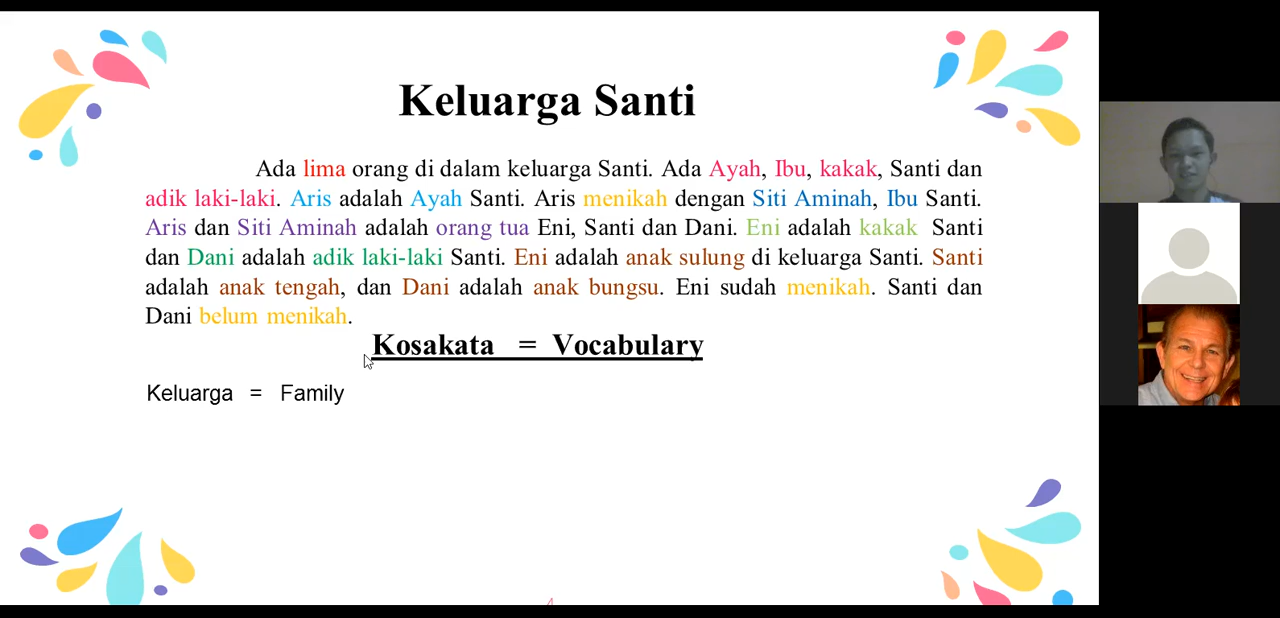 Keluarga Santi
Ada lima orang di dalam keluarga Santi. Ada Ayah, Ibu, kakak, Santi dan
adik laki-laki. Aris adalah Ayah Santi. Aris menikah dengan Siti Aminah, Ibu Santi.
Aris dan Siti Aminah adalah orang tua Eni, Santi dan Dani. Eni adalah kakak Santi
dan Dani adalah adik laki-laki Santi. Eni adalah anak sulung di keluarga Santi. Santi
adalah anak tengah, dan Dani adalah anak bungsu. Eni sudah menikah. Santi dan
Dani belum menikah.
Kosakata = Vocabulary
Keluarga = Family